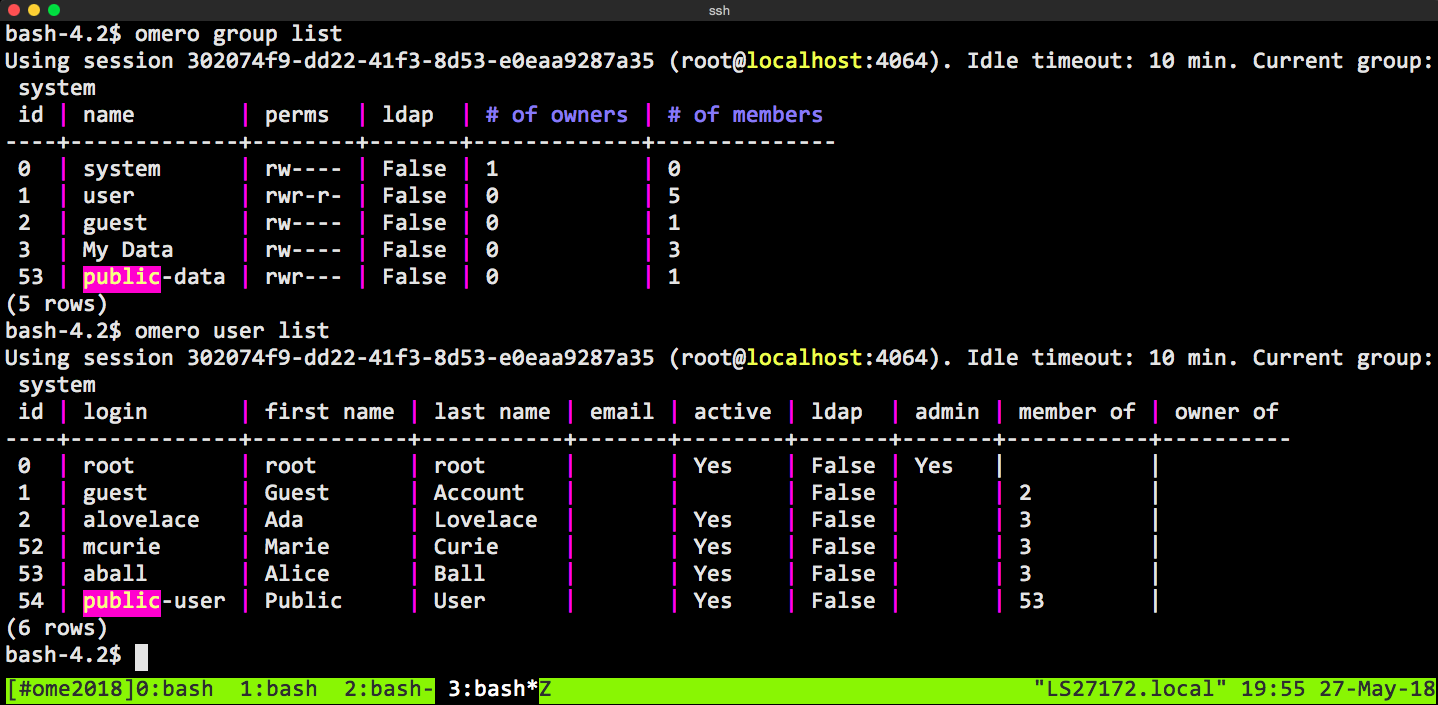 ssh
bash-4.2$ omero group list
Using session 302074f9-dd22-41f3-8d53-e0eaa9287a35 (root@localhost:4064). Idle timeout: 10 min. Current group:
 system
 id | name        | perms  | ldap  | # of owners | # of members
----+-------------+--------+-------+-------------+--------------
 0  | system      | rw---- | False | 1           | 0
 1  | user        | rwr-r- | False | 0           | 5
 2  | guest       | rw---- | False | 0           | 1
 3  | My Data     | rw---- | False | 0           | 3
 53 | public-data | rwr--- | False | 0           | 1
(5 rows)
bash-4.2$ omero user list
Using session 302074f9-dd22-41f3-8d53-e0eaa9287a35 (root@localhost:4064). Idle timeout: 10 min. Current group:
 system
 id | login       | first name | last name | email | active | ldap  | admin | member of | owner of
----+-------------+------------+-----------+-------+--------+-------+-------+-----------+----------
 0  | root        | root       | root      |       | Yes    | False | Yes   |           |
 1  | guest       | Guest      | Account   |       |        | False |       | 2         |
 2  | alovelace   | Ada        | Lovelace  |       | Yes    | False |       | 3         |
 52 | mcurie      | Marie      | Curie     |       | Yes    | False |       | 3         |
 53 | aball       | Alice      | Ball      |       | Yes    | False |       | 3         |
 54 | public-user | Public     | User      |       | Yes    | False |       | 53        |
(6 rows)
bash-4.2$
[#ome2018]0:bash  1:bash  2:bash- 3:bash*Z "LS27172.local" 19:55 27-May-18